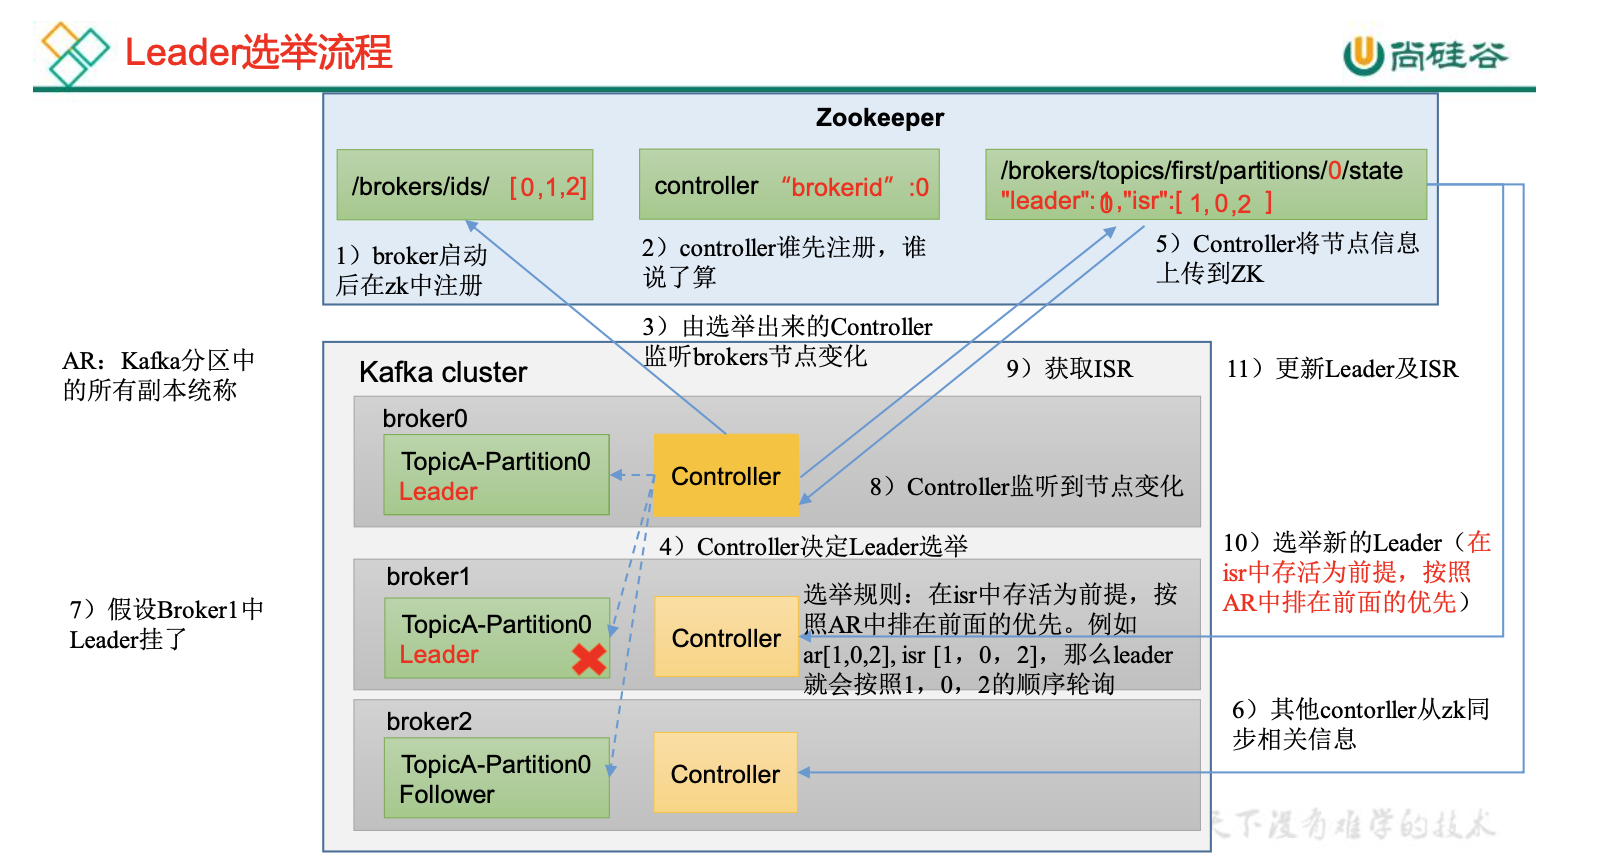 Leader选举流程
尚硅谷
Zookeeper
/brokers/ids/ [0,1,2]
controller “brokerid” :0
/brokers/topics/first/partitions/0/state
"leader": ,"isr":[ 1, 0 ,2 ]
1）broker启动
后在zk中注册
2）controller谁先注册，谁
说了算
5）Controller将节点信息
上传到ZK
3）由选举出来的Controller
监听brokers节点变化
AR：Kafka分区中
的所有副本统称
Kafka cluster
9）获取ISR
11）更新Leader及ISR
broker0
TopicA-Partition0
Leader
Controller
8）Controller监听到节点变化
4）Controller决定Leader选举
10）选举新的Leader（在
isr中存活为前提，按照
AR中排在前面的优先）
broker1
TopicA-Partition0
Leader
Controller
选举规则：在isr中存活为前提，按
照AR中排在前面的优先。例如
ar[1,0,2], isr [1，0，2]，那么leader
就会按照1，0，2的顺序轮询
7）假设Broker1中
Leader挂了
broker2
TopicA-Partition0
Follower
Controller
6）其他contorller从zk同
步相关信息
天下没有难学的技术